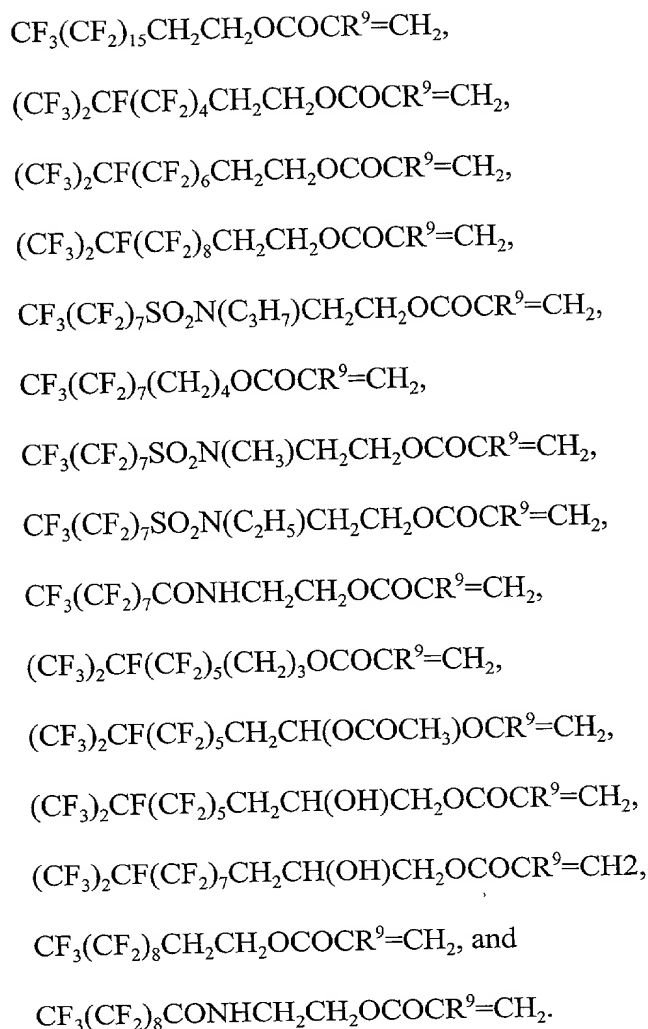 CF₃(CF₂)₁₅CH₂CH₂OCOCR⁹=CH₂,
(CF₃)₂CF(CF₂)₄CH₂CH₂OCOCR⁹=CH₂,
(CF₃)₂CF(CF₂)₆CH₂CH₂OCOCR⁹=CH₂,
(CF₃)₂CF(CF₂)₈CH₂CH₂OCOCR⁹=CH₂,
CF₃(CF₂)₇SO₂N(C₃H₇)CH₂CH₂OCOCR⁹=CH₂,
CF₃(CF₂)₇(CH₂)₄OCOCR⁹=CH₂,
CF₃(CF₂)₇SO₂N(CH₃)CH₂CH₂OCOCR⁹=CH₂,
CF₃(CF₂)₇SO₂N(C₂H₅)CH₂CH₂OCOCR⁹=CH₂,
CF₃(CF₂)₇CONHCH₂CH₂OCOCR⁹=CH₂,
(CF₃)₂CF(CF₂)₅(CH₂)₃OCOCR⁹=CH₂,
(CF₃)₂CF(CF₂)₅CH₂CH(OCOCH₃)OCR⁹=CH₂,
(CF₃)₂CF(CF₂)₅CH₂CH(OH)CH₂OCOCR⁹=CH₂,
(CF₃)₂CF(CF₂)₇CH₂CH(OH)CH₂OCOCR⁹=CH2,
CF₃(CF₂)₈CH₂CH₂OCOCR⁹=CH₂, and
CF₃(CF₂)₈CONHCH₂CH₂OCOCR⁹=CH₂.